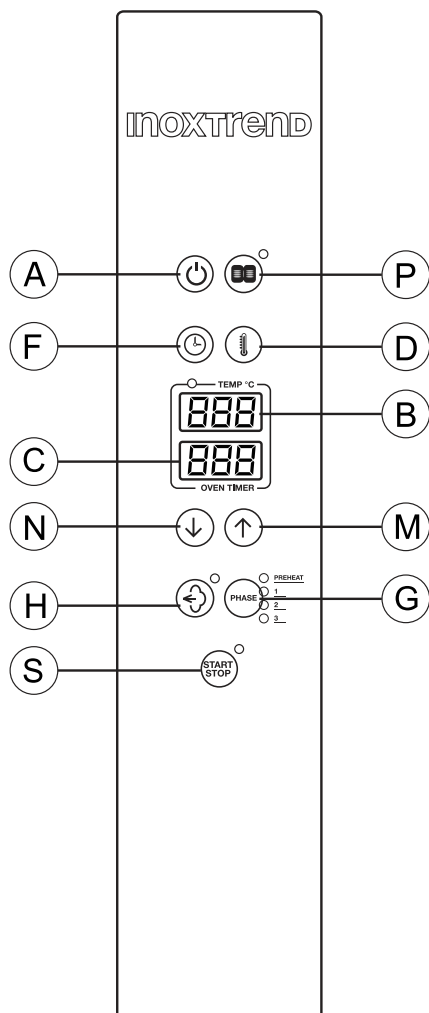 INOXTREND
A
P
F
D
TEMP °C
888
B
888
C
OVEN TIMER
N
M
PREHEAT
H
PHASE
1
G
2
3
S
START
STOP